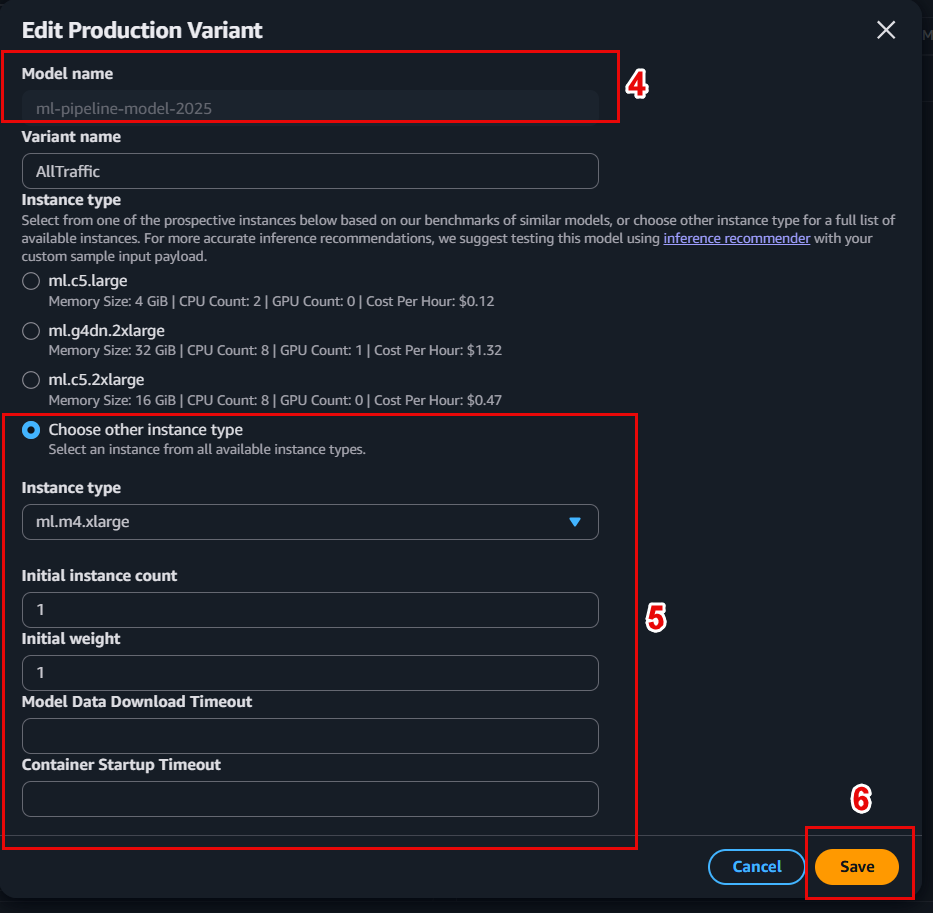 Edit Production Variant
Model name
4
ml-pipeline-model-2025
Variant name
AllTraffic
Instance type
Select from one of the prospective instances below based on our benchmarks of similar models, or choose other instance type for a full list of
available instances. For more accurate inference recommendations, we suggest testing this model using inference recommender with your
custom sample input payload.
ml.c5.large
Memory Size: 4 GiB | CPU Count: 2 | GPU Count: 0 | Cost Per Hour: $0.12
ml.g4dn.2xlarge
Memory Size: 32 GiB | CPU Count: 8 | GPU Count: 1 | Cost Per Hour: $1.32
ml.c5.2xlarge
Memory Size: 16 GiB | CPU Count: 8 | GPU Count: 0 | Cost Per Hour: $0.47
Choose other instance type
Select an instance from all available instance types.
Instance type
ml.m4.xlarge
Initial instance count
1
5
Initial weight
1
Model Data Download Timeout
Container Startup Timeout
6
Cancel
Save